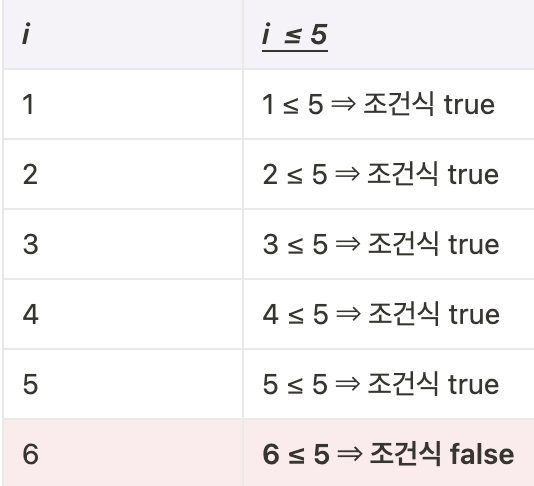 i i ≤ 5
1 1 ≤ 5 ⇒ 조건식 true
2 2 ≤ 5 ⇒ 조건식 true
3 3 ≤ 5 ⇒ 조건식 true
4 4 ≤ 5 ⇒ 조건식 true
5 5 ≤ 5 ⇒ 조건식 true
6 6 ≤ 5 ⇒ 조건식 false